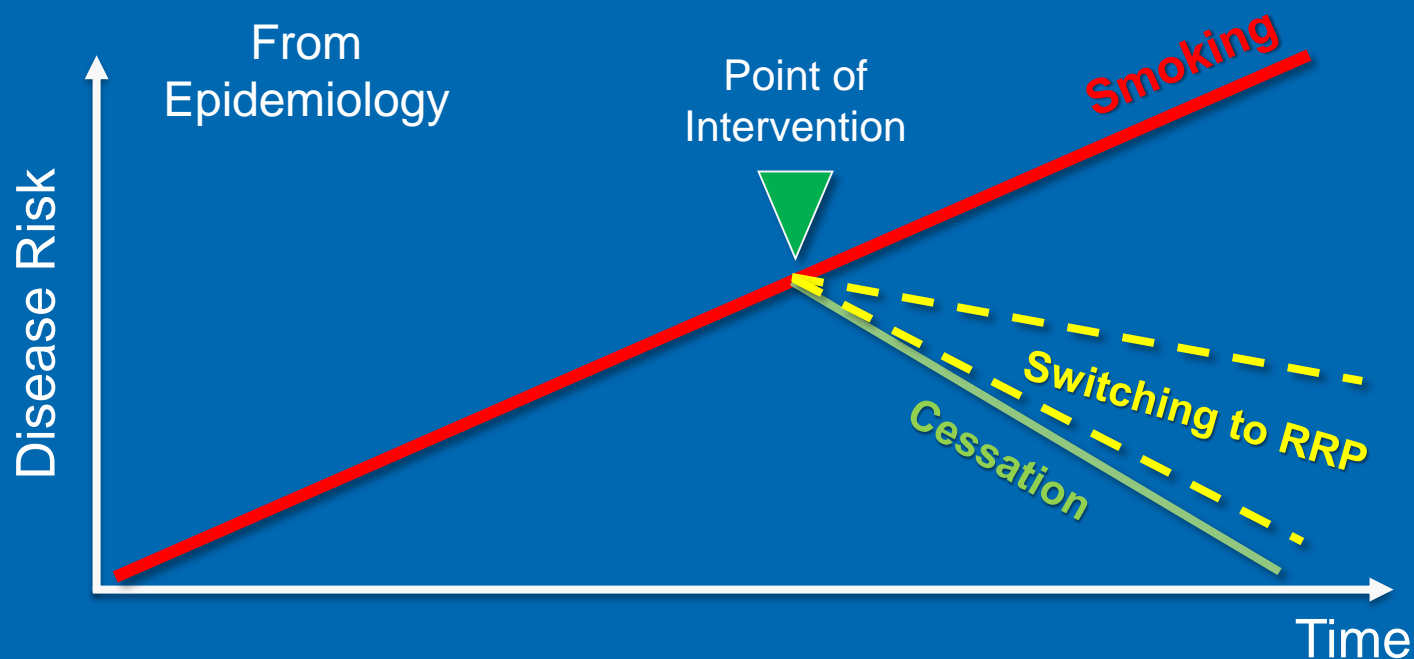 From
Epidemiology
Point of
Intervention
Smoking
Disease Risk
Switching to RRP
Cessation
Time